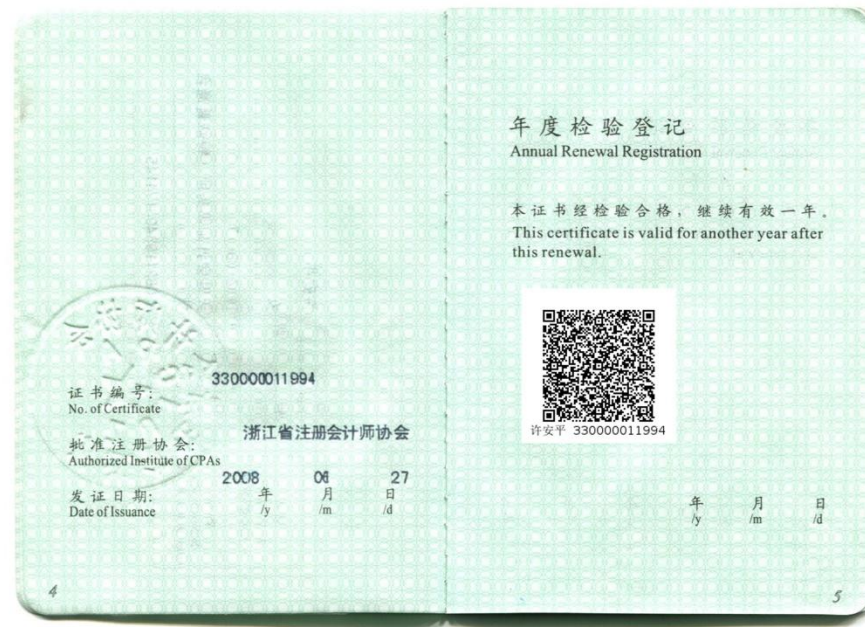 330000011994
证书编号:
No. of Certificate
浙江省注册会计师协会
批准注册协会:
Authorized Institute of CPAs
2008 06 27
发证日期: 年 月 日
Date of Issuance /y /m /d
4
年度检验登记
Annual Renewal Registration
本证书经检验合格，继续有效一年。
This certificate is valid for another year after
this renewal.
许安平 330000011994
年 月 日
/y /m /d
5